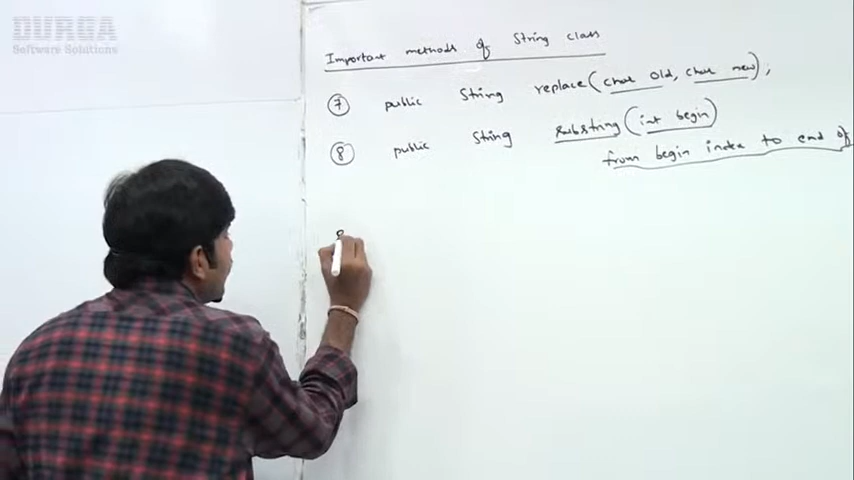 DURGA
Software Solutions
Important methods of String class
7 public String replace(char old, char new);
8 public String substring(int begin)
from begin index to end of